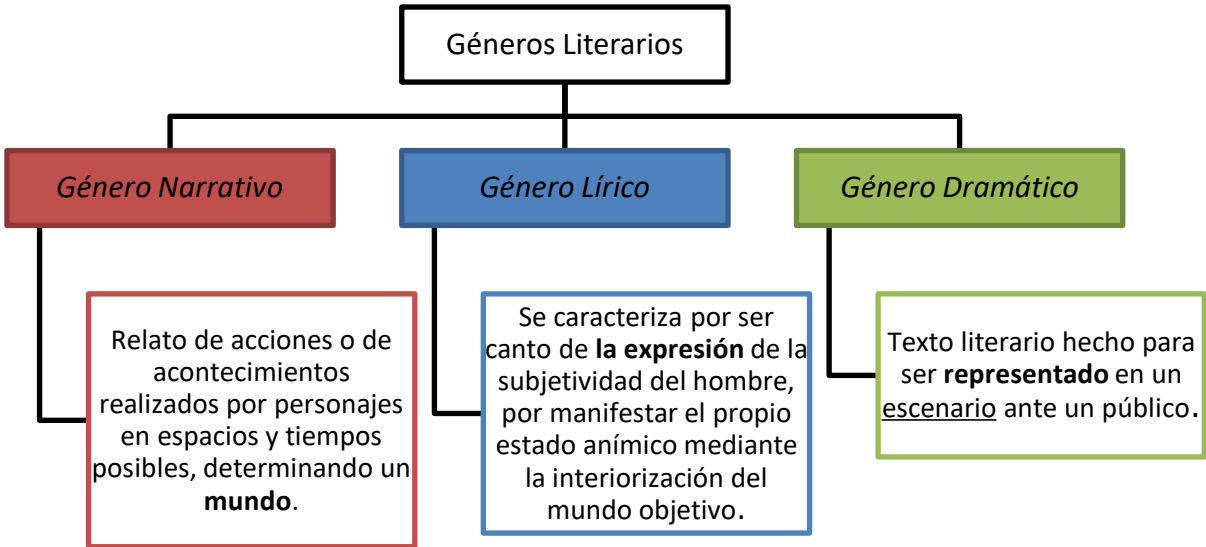 Géneros Literarios
Género Narrativo
Relato de acciones o de
acontecimientos
realizados por personajes
en espacios y tiempos
posibles, determinando un
mundo.
Género Lírico
Se caracteriza por ser
canto de la expresión de la
subjetividad del hombre,
por manifestar el propio
estado anímico mediante
la interiorización del
mundo objetivo.
Género Dramático
Texto literario hecho para
ser representado en un
escenario ante un público.